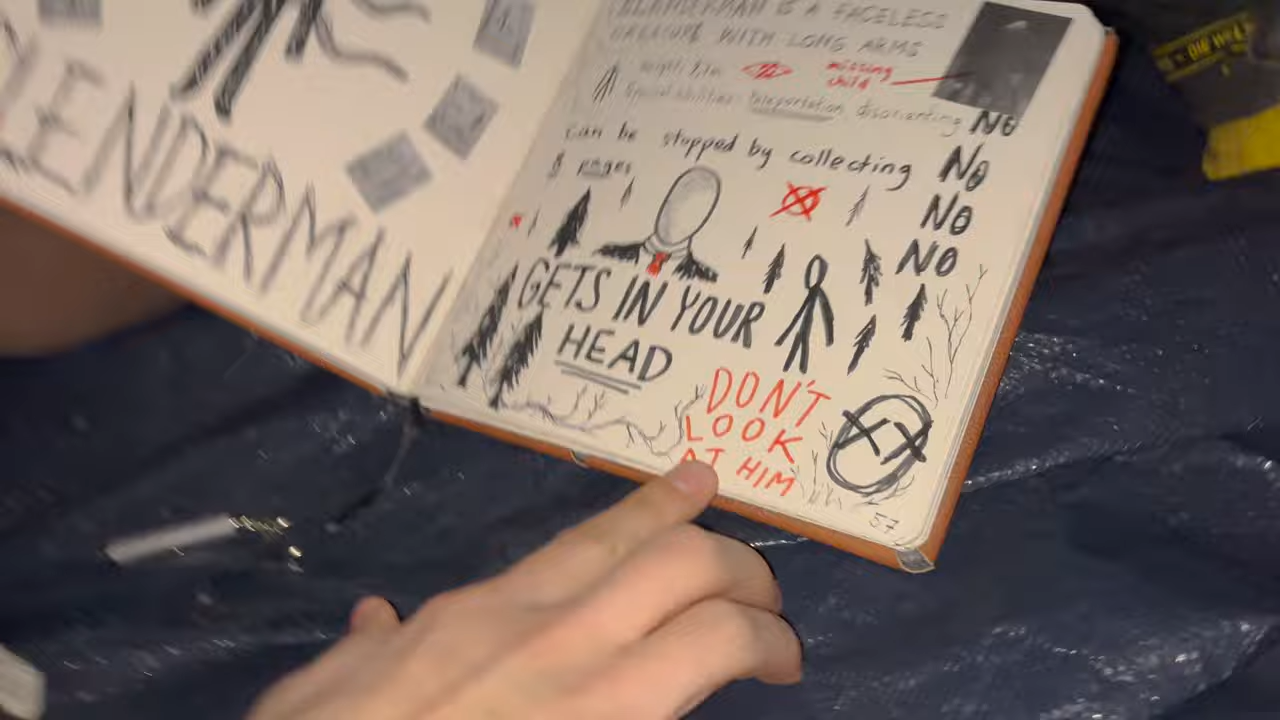 LENDERMAN
SLENDERMAN IS A FACELESS
CREATURE WITH LONG ARMS
missing
child
Special abilities: teleportation, disorienting
can be stopped by collecting
8 pages
NO
NO
NO
NO
GETS IN YOUR
HEAD
DON'T
LOOK
AT HIM
57